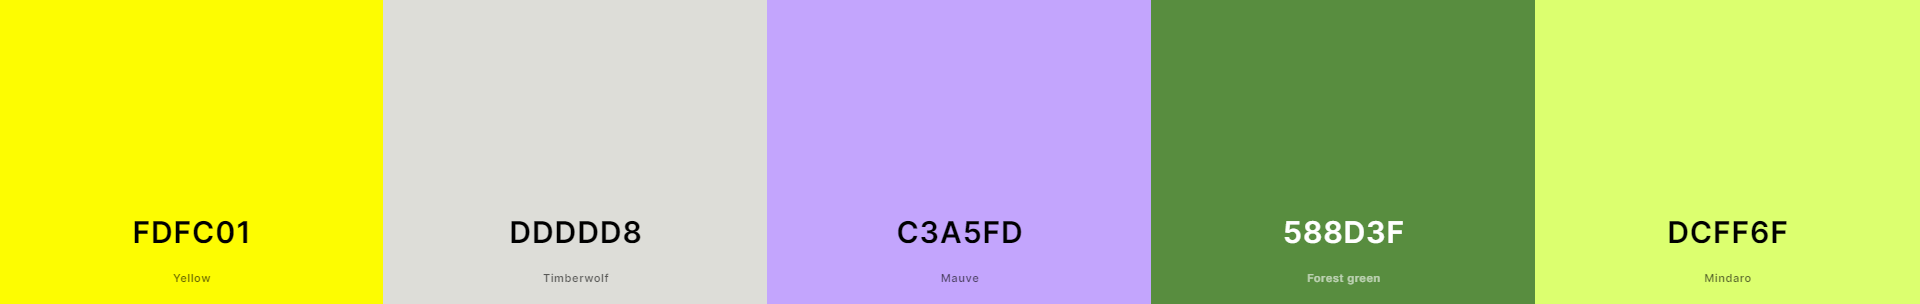 FDFC01
Yellow
DDDDD8
Timberwolf
C3A5FD
Mauve
588D3F
Forest green
DCFF6F
Mindaro